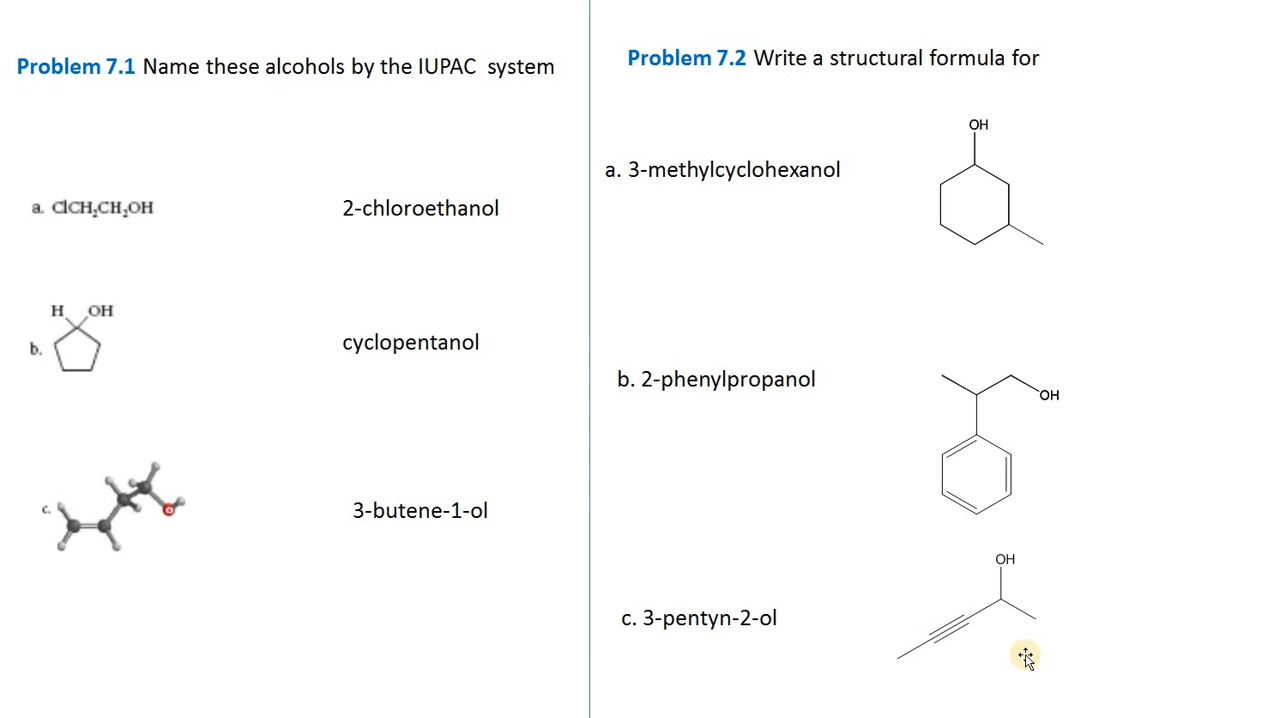 Problem 7.1 Name these alcohols by the IUPAC system
a. ClCH₂CH₂OH
2-chloroethanol
H OH
b.
cyclopentanol
c.
3-butene-1-ol
Problem 7.2 Write a structural formula for
a. 3-methylcyclohexanol
OH
b. 2-phenylpropanol
OH
c. 3-pentyn-2-ol
OH